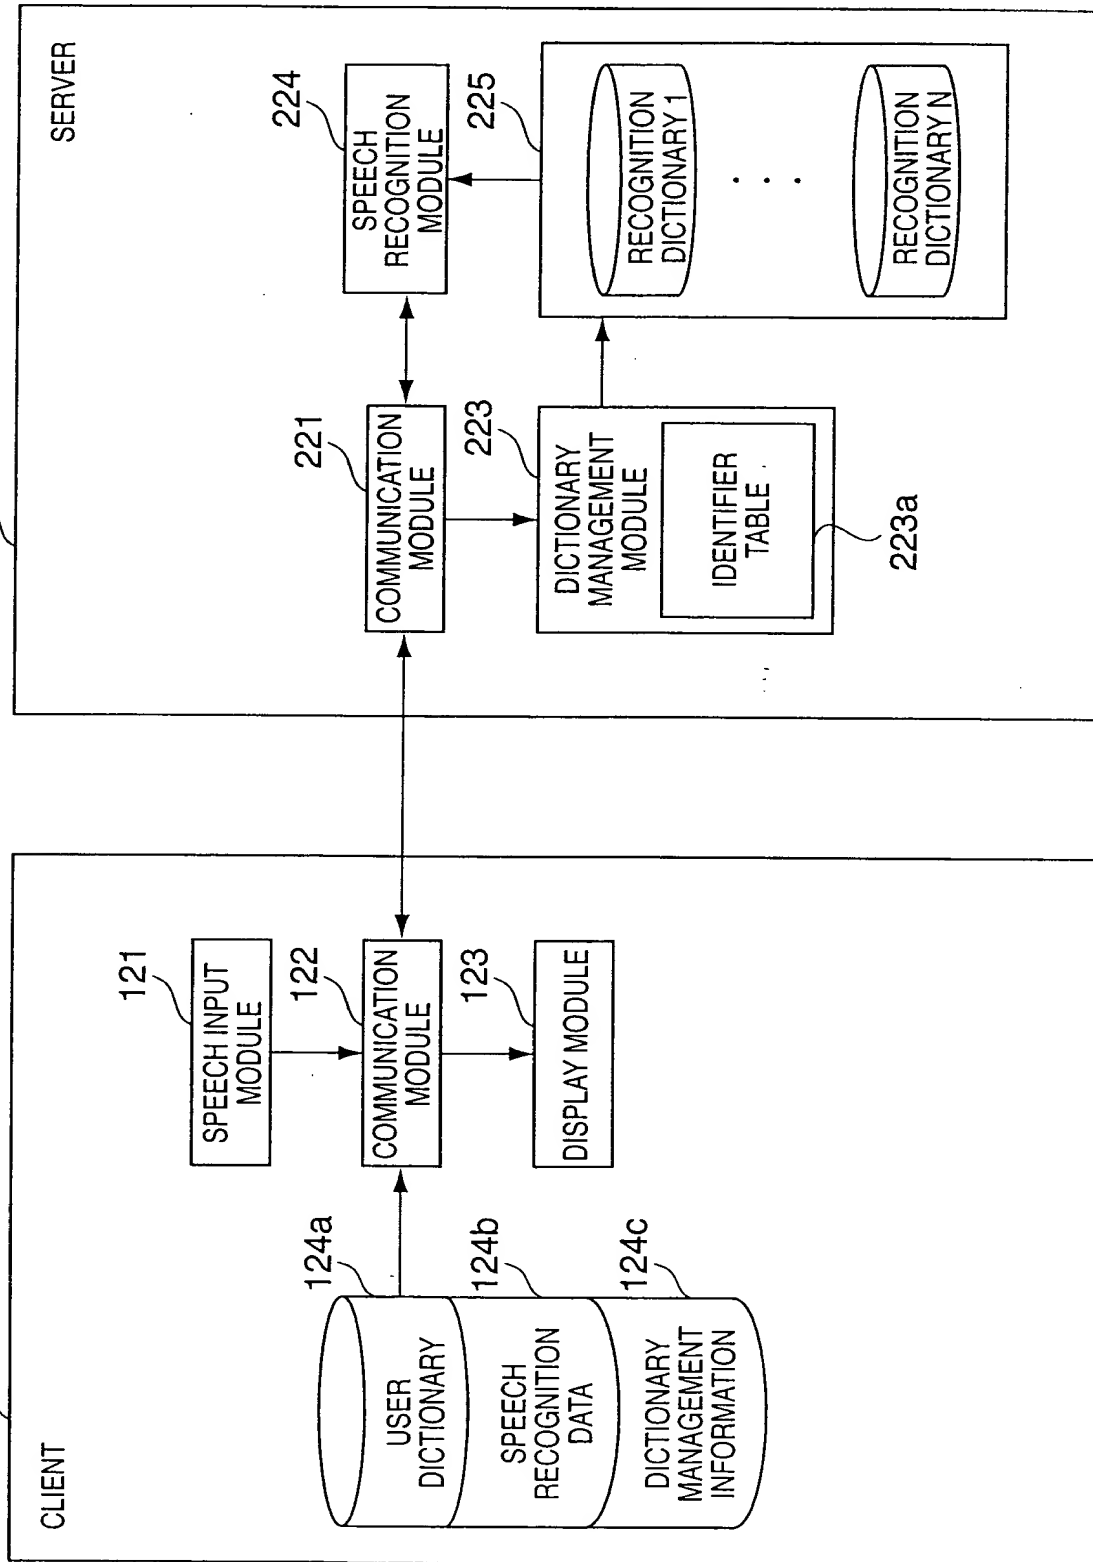 CLIENT
121
SPEECH INPUT
MODULE
122
COMMUNICATION
MODULE
123
DISPLAY MODULE
124a
USER
DICTIONARY
124b
SPEECH
RECOGNITION
DATA
124c
DICTIONARY
MANAGEMENT
INFORMATION
SERVER
224
SPEECH
RECOGNITION
MODULE
221
COMMUNICATION
MODULE
223
DICTIONARY
MANAGEMENT
MODULE
IDENTIFIER
TABLE
223a
225
RECOGNITION
DICTIONARY 1
. . .
RECOGNITION
DICTIONARY N